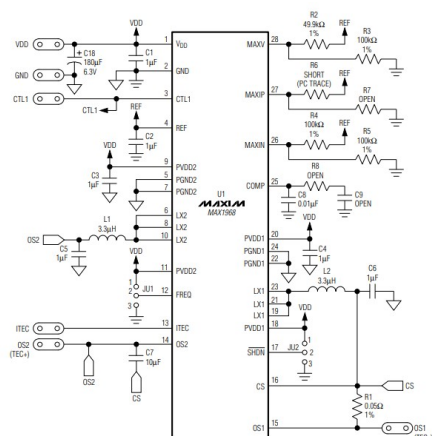 VDD
GND
CTL1
C18
180µF
6.3V
VDD
C1
1µF
CTL1
REF
C2
1µF
VDD
C3
1µF
L1
3.3µH
OS2
C5
1µF
VDD
1
2
3
JU1
ITEC
OS2
(TEC+)
OS2
C7
10µF
CS
1
VDD
2
GND
3
CTL1
4
REF
9
PVDD2
5
PGND2
7
PGND2
6
LX2
8
LX2
10
LX2
11
PVDD2
12
FREQ
13
ITEC
14
OS2
U1
MAXIM
MAX1968
MAXV
28
MAXIP
27
MAXIN
26
COMP
25
PVDD1
20
PGND1
24
PGND1
22
LX1
23
LX1
21
LX1
19
PVDD1
18
SHDN
17
CS
16
OS1
15
R2
49.9kΩ
1%
REF
R3
100kΩ
1%
R6
SHORT
(PC TRACE)
REF
R7
OPEN
R4
100kΩ
1%
REF
R5
100kΩ
1%
R8
OPEN
C8
0.01µF
C9
OPEN
VDD
C4
1µF
L2
3.3µH
C6
1µF
VDD
JU2
1
2
3
CS
R1
0.05Ω
1%
OS1